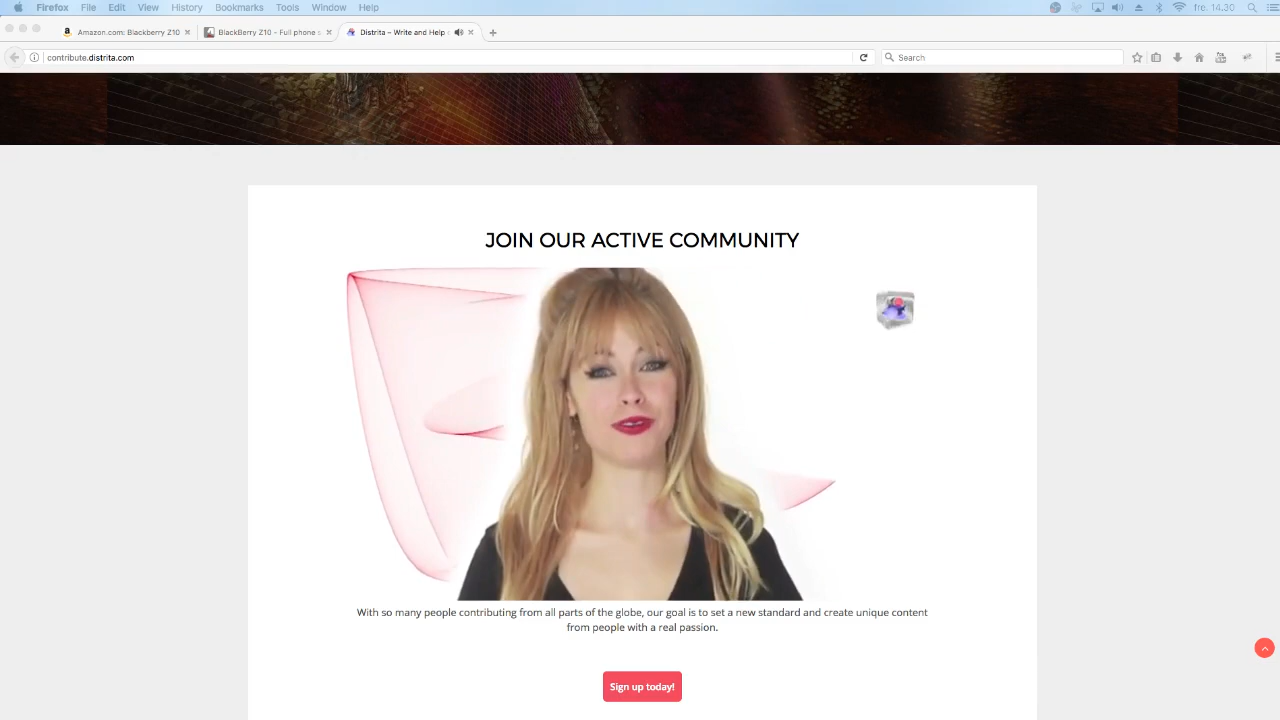 Firefox File Edit View History Bookmarks Tools Window Help fre. 14.30
Amazon.com: Blackberry Z10
BlackBerry Z10 - Full phone s
Distrita – Write and Help
contribute.distrita.com
Search
JOIN OUR ACTIVE COMMUNITY
With so many people contributing from all parts of the globe, our goal is to set a new standard and create unique content
from people with a real passion.
Sign up today!